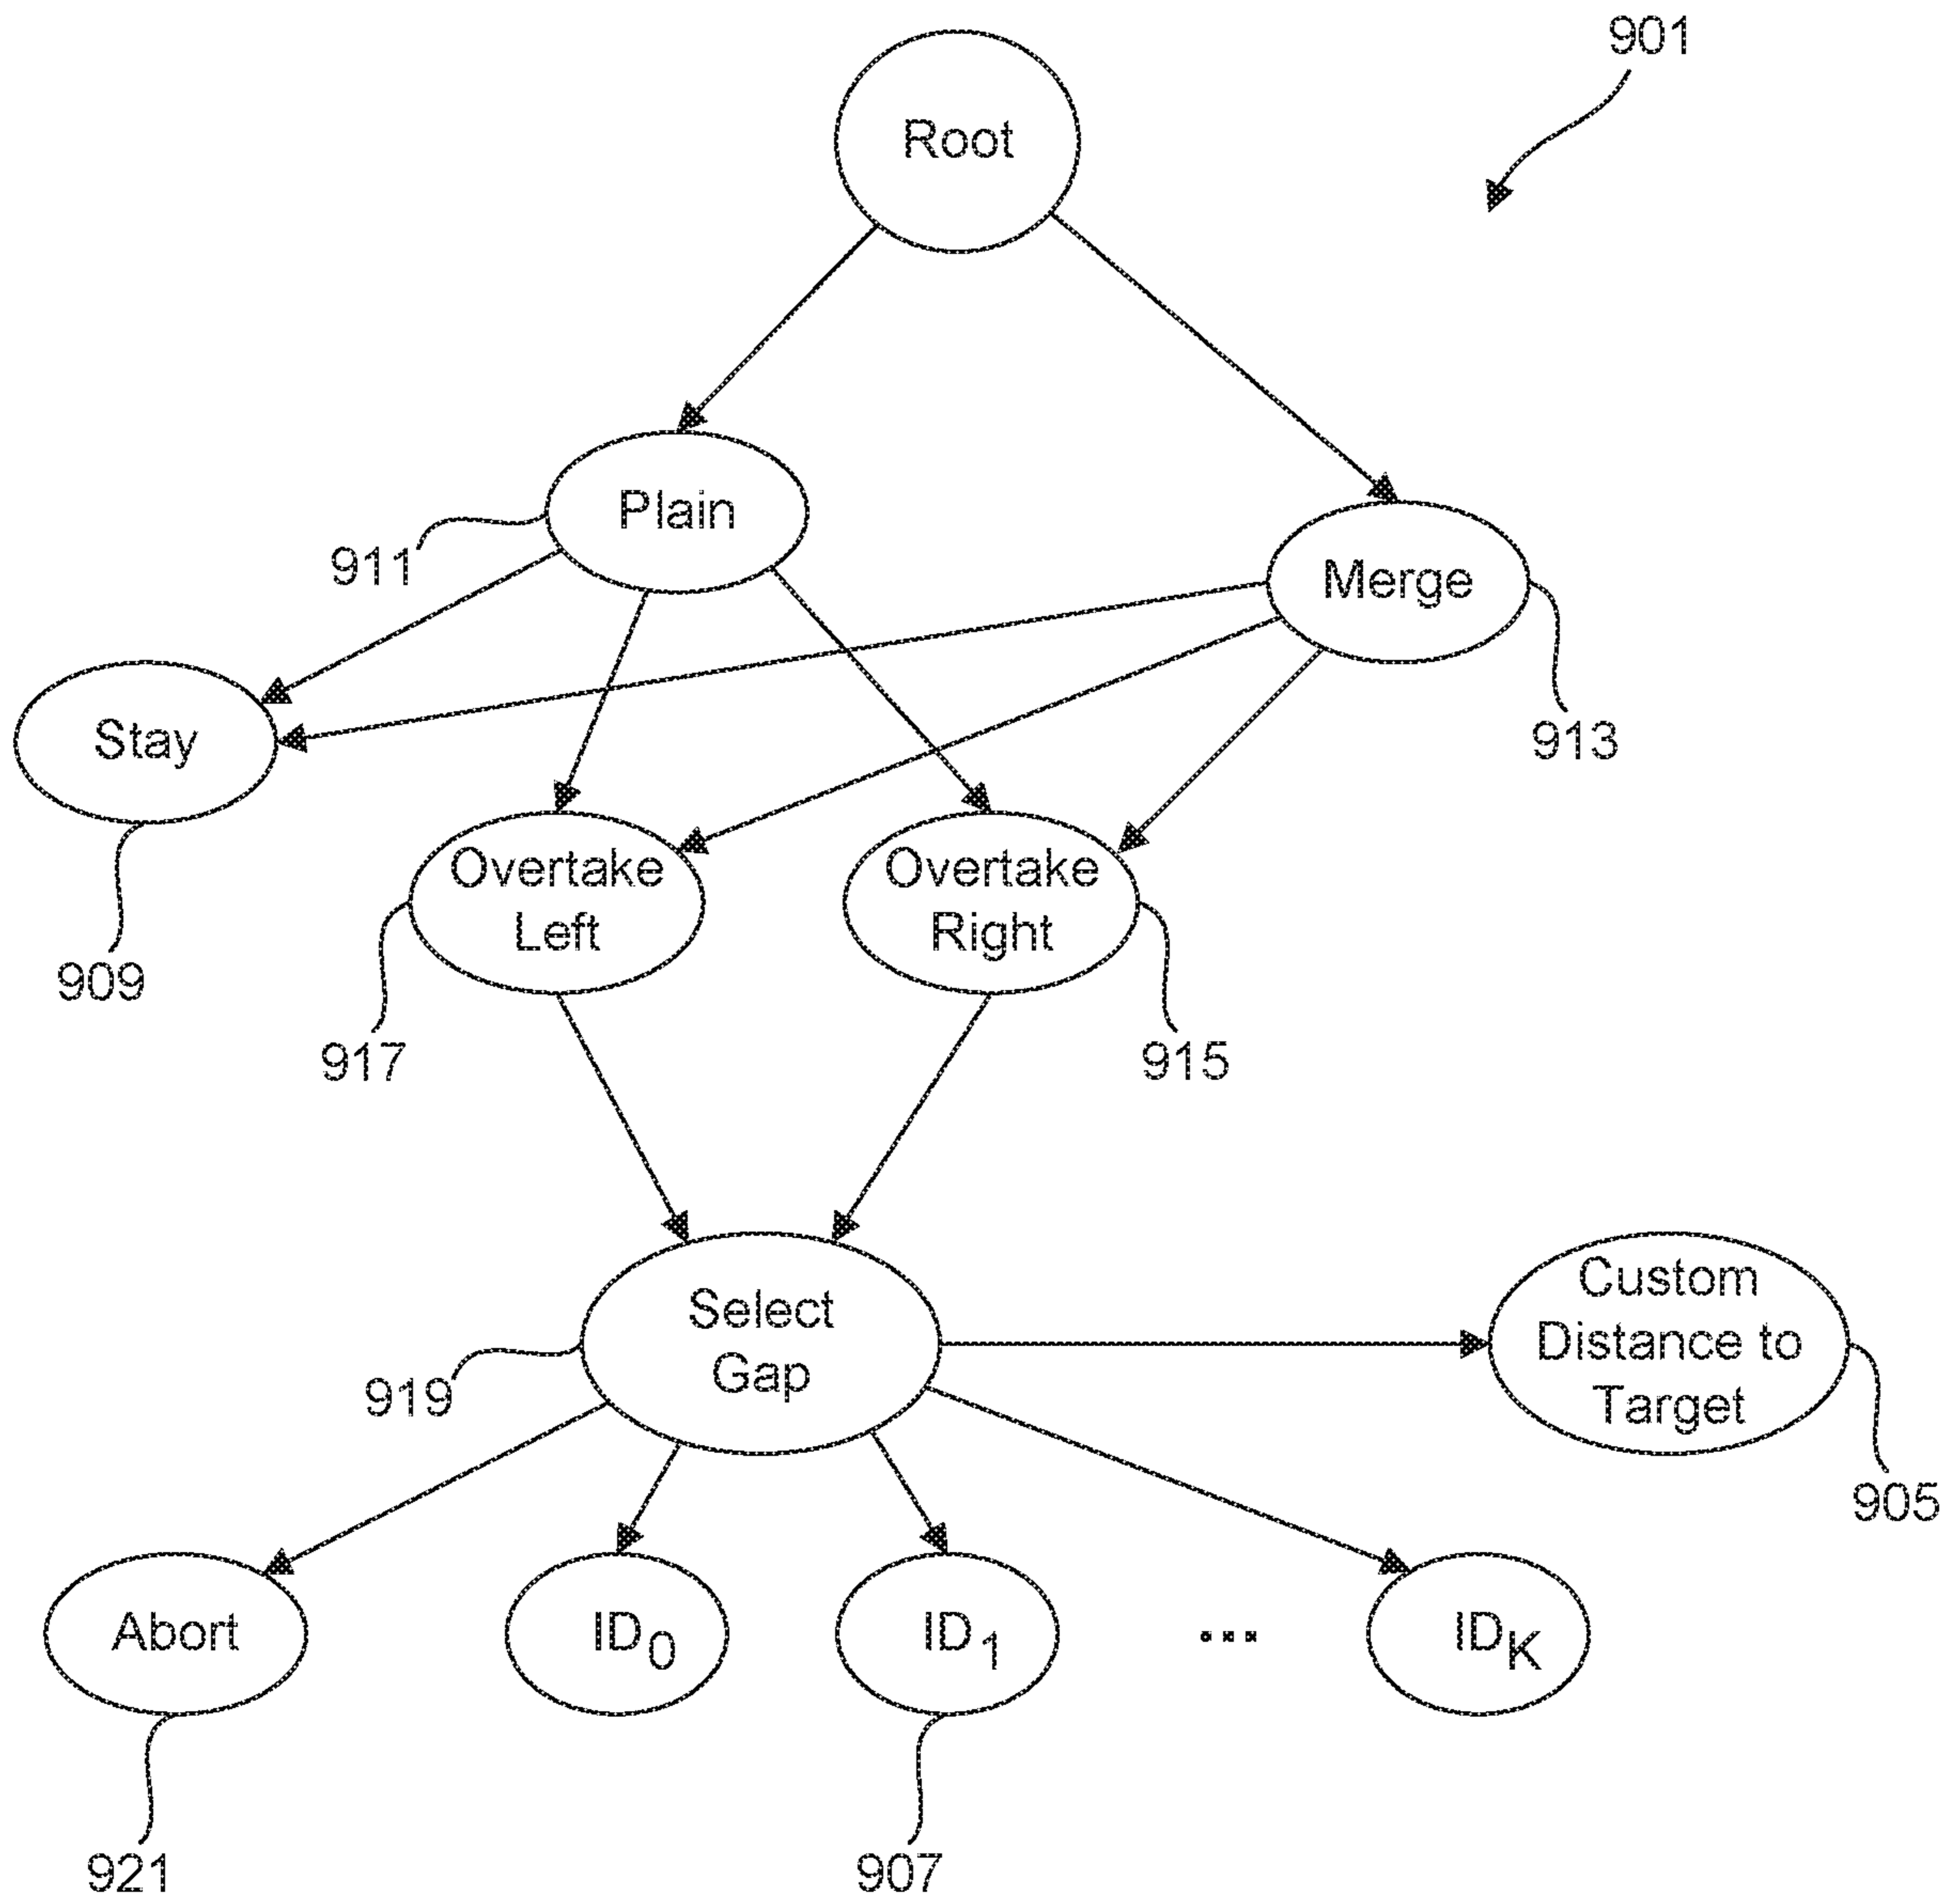 901
Root
Plain
911
Merge
913
Stay
909
Overtake
Left
917
Overtake
Right
915
Select
Gap
919
Custom
Distance to
Target
905
Abort
ID0
ID1
...
IDK
921
907